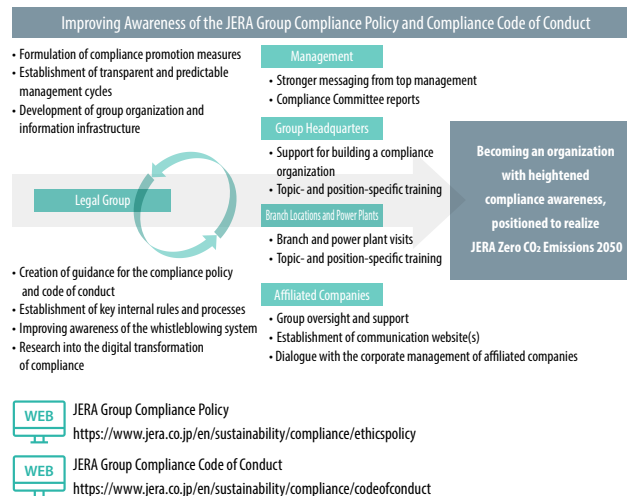 Improving Awareness of the JERA Group Compliance Policy and Compliance Code of Conduct
• Formulation of compliance promotion measures
• Establishment of transparent and predictable
management cycles
• Development of group organization and
information infrastructure
Legal Group
• Creation of guidance for the compliance policy
and code of conduct
• Establishment of key internal rules and processes
• Improving awareness of the whistleblowing system
• Research into the digital transformation
of compliance
Management
• Stronger messaging from top management
• Compliance Committee reports
Group Headquarters
• Support for building a compliance
organization
• Topic- and position-specific training
Branch Locations and Power Plants
• Branch and power plant visits
• Topic- and position-specific training
Affiliated Companies
• Group oversight and support
• Establishment of communication website(s)
• Dialogue with the corporate management of affiliated companies
Becoming an organization
with heightened
compliance awareness,
positioned to realize
JERA Zero CO₂ Emissions 2050
WEB
JERA Group Compliance Policy
https://www.jera.co.jp/en/sustainability/compliance/ethicspolicy
WEB
JERA Group Compliance Code of Conduct
https://www.jera.co.jp/en/sustainability/compliance/codeofconduct